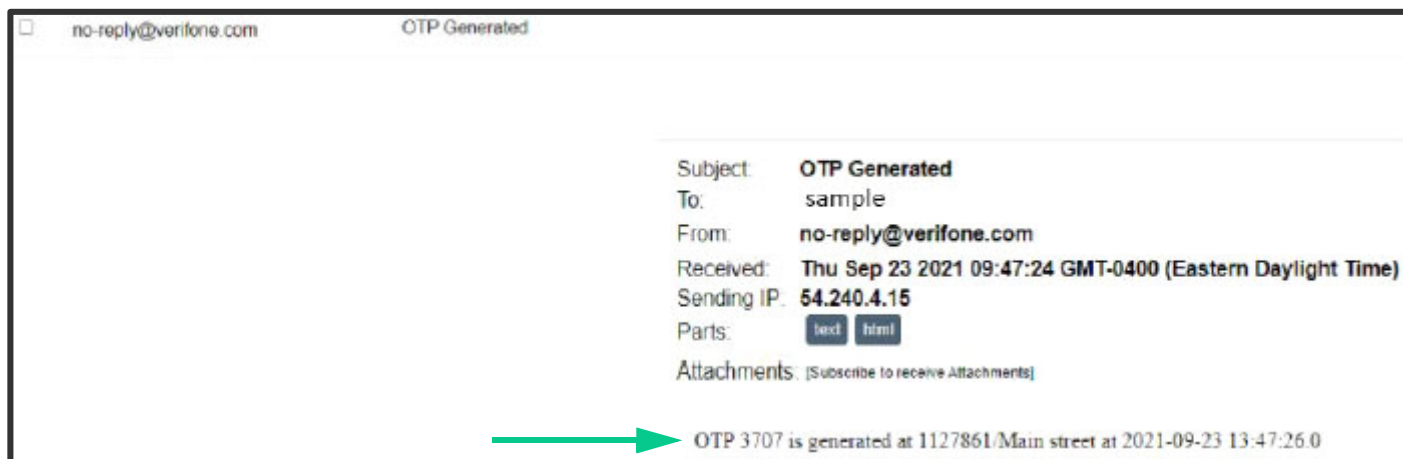 no-reply@verifone.com OTP Generated
Subject: OTP Generated
To: sample
From: no-reply@verifone.com
Received: Thu Sep 23 2021 09:47:24 GMT-0400 (Eastern Daylight Time)
Sending IP: 54.240.4.15
Parts: text html
Attachments: [Subscribe to receive Attachments]
OTP 3707 is generated at 1127861/Main street at 2021-09-23 13:47:26.0